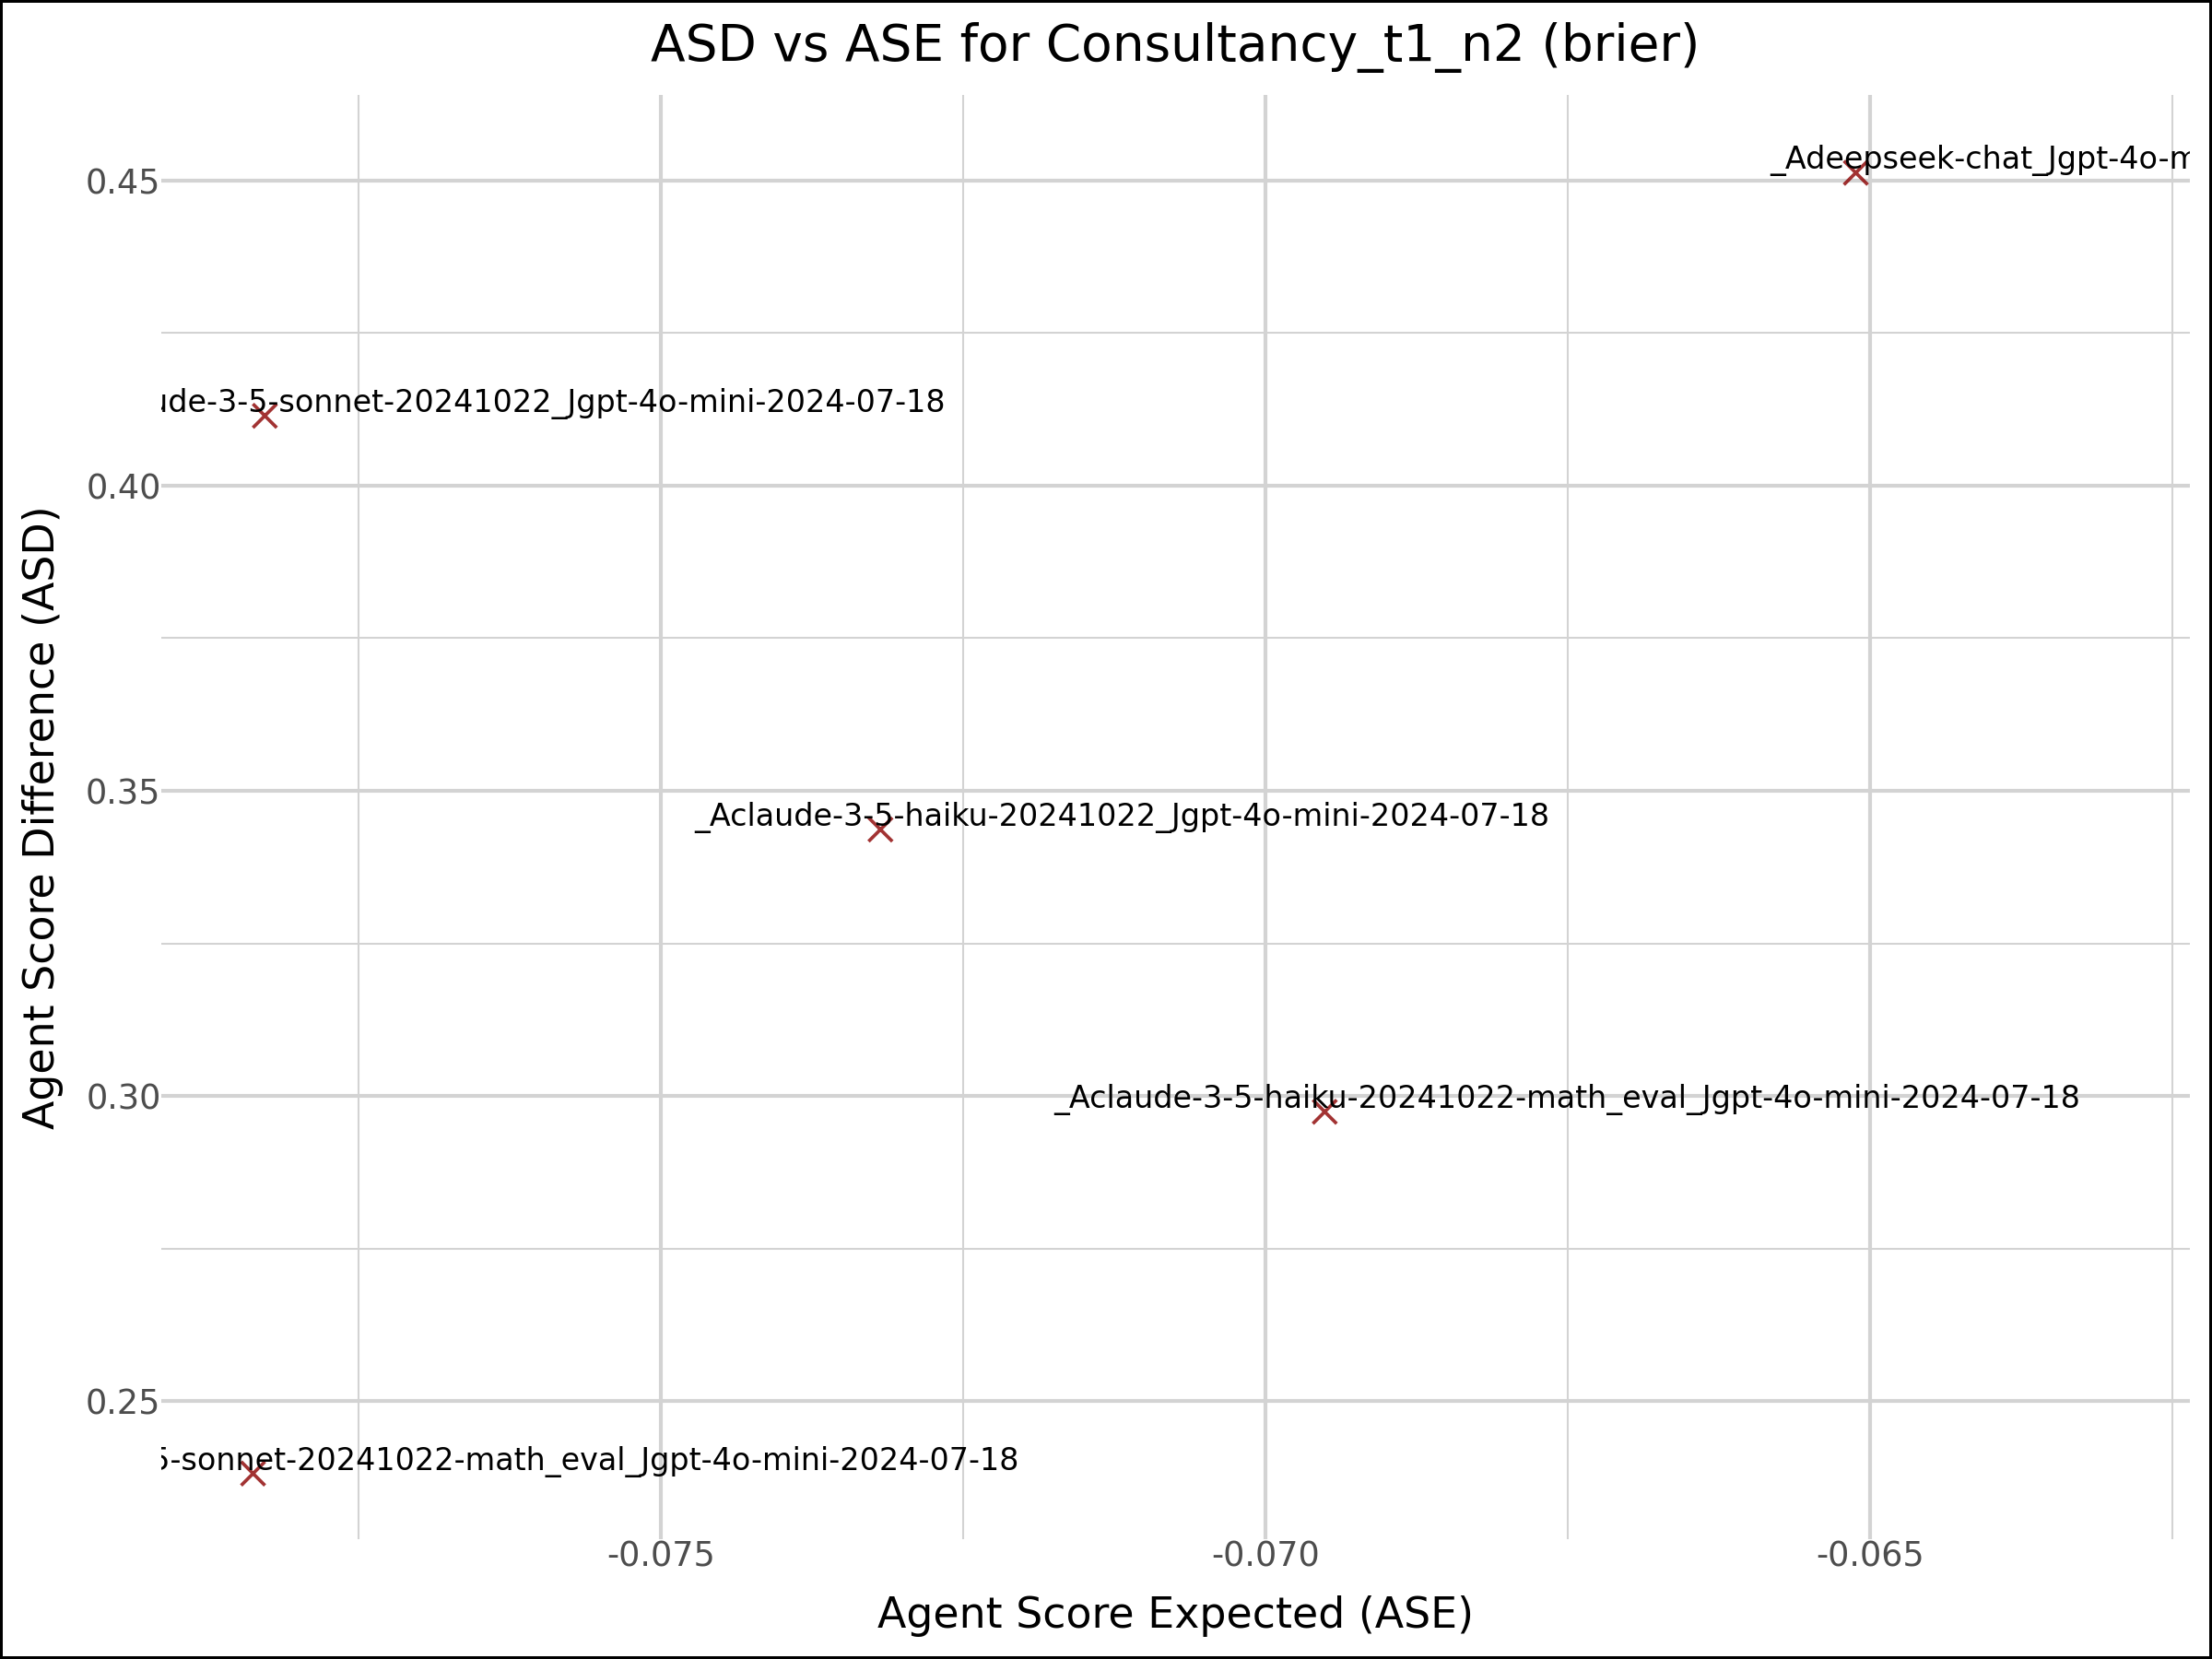 ASD vs ASE for Consultancy_t1_n2 (brier)
Agent Score Difference (ASD)
0.45
0.40
0.35
0.30
0.25
_Adeepseek-chat_Jgpt-4o-m
ude-3-5-sonnet-20241022_Jgpt-4o-mini-2024-07-18
_Aclaude-3-5-haiku-20241022_Jgpt-4o-mini-2024-07-18
_Aclaude-3-5-haiku-20241022-math_eval_Jgpt-4o-mini-2024-07-18
5-sonnet-20241022-math_eval_Jgpt-4o-mini-2024-07-18
-0.075
-0.070
-0.065
Agent Score Expected (ASE)